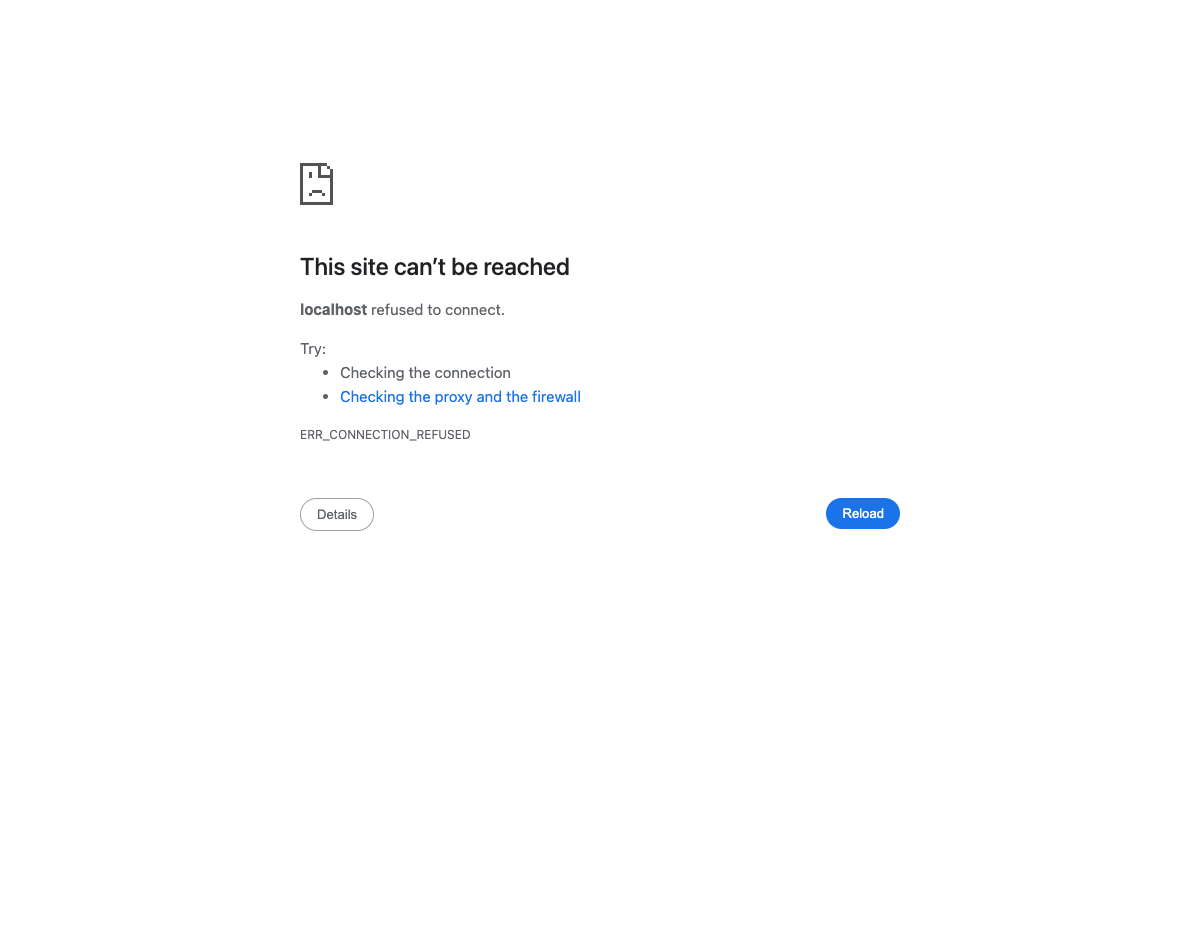 This site can’t be reached
localhost refused to connect.
Try:
• Checking the connection
• Checking the proxy and the firewall
ERR_CONNECTION_REFUSED
Details
Reload